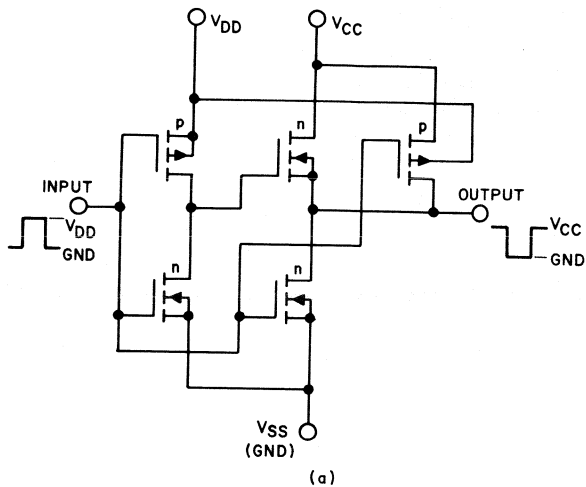 VDD
VCC
p
n
p
INPUT
OUTPUT
VDD
GND
VCC
GND
n
n
VSS
(GND)
(a)